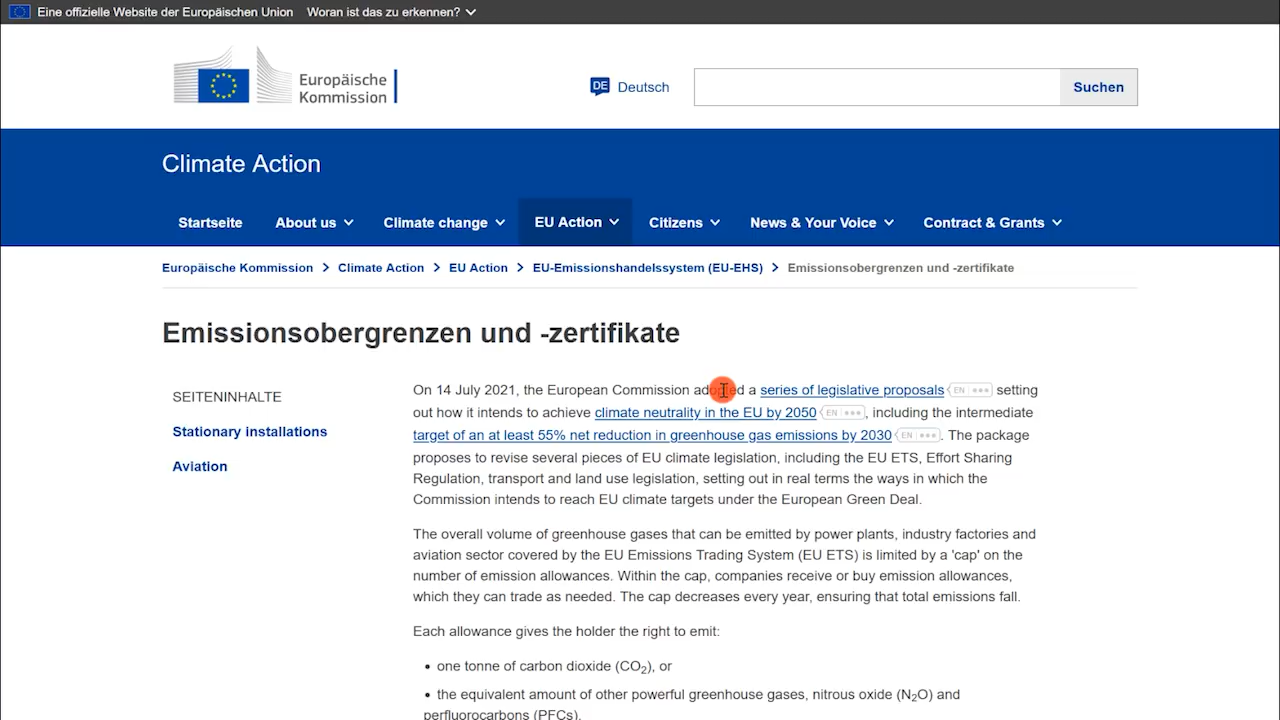 Eine offizielle Website der Europäischen Union Woran ist das zu erkennen?
Europäische
Kommission
DE Deutsch
Suchen
Climate Action
Startseite About us Climate change EU Action Citizens News & Your Voice Contract & Grants
Europäische Kommission > Climate Action > EU Action > EU-Emissionshandelssystem (EU-EHS) > Emissionsobergrenzen und -zertifikate
Emissionsobergrenzen und -zertifikate
SEITENINHALTE
Stationary installations
Aviation
On 14 July 2021, the European Commission adopted a series of legislative proposals EN ••• setting
out how it intends to achieve climate neutrality in the EU by 2050 EN •••, including the intermediate
target of an at least 55% net reduction in greenhouse gas emissions by 2030 EN •••. The package
proposes to revise several pieces of EU climate legislation, including the EU ETS, Effort Sharing
Regulation, transport and land use legislation, setting out in real terms the ways in which the
Commission intends to reach EU climate targets under the European Green Deal.
The overall volume of greenhouse gases that can be emitted by power plants, industry factories and
aviation sector covered by the EU Emissions Trading System (EU ETS) is limited by a 'cap' on the
number of emission allowances. Within the cap, companies receive or buy emission allowances,
which they can trade as needed. The cap decreases every year, ensuring that total emissions fall.
Each allowance gives the holder the right to emit:
• one tonne of carbon dioxide (CO₂), or
• the equivalent amount of other powerful greenhouse gases, nitrous oxide (N₂O) and
perfluorocarbons (PFCs).